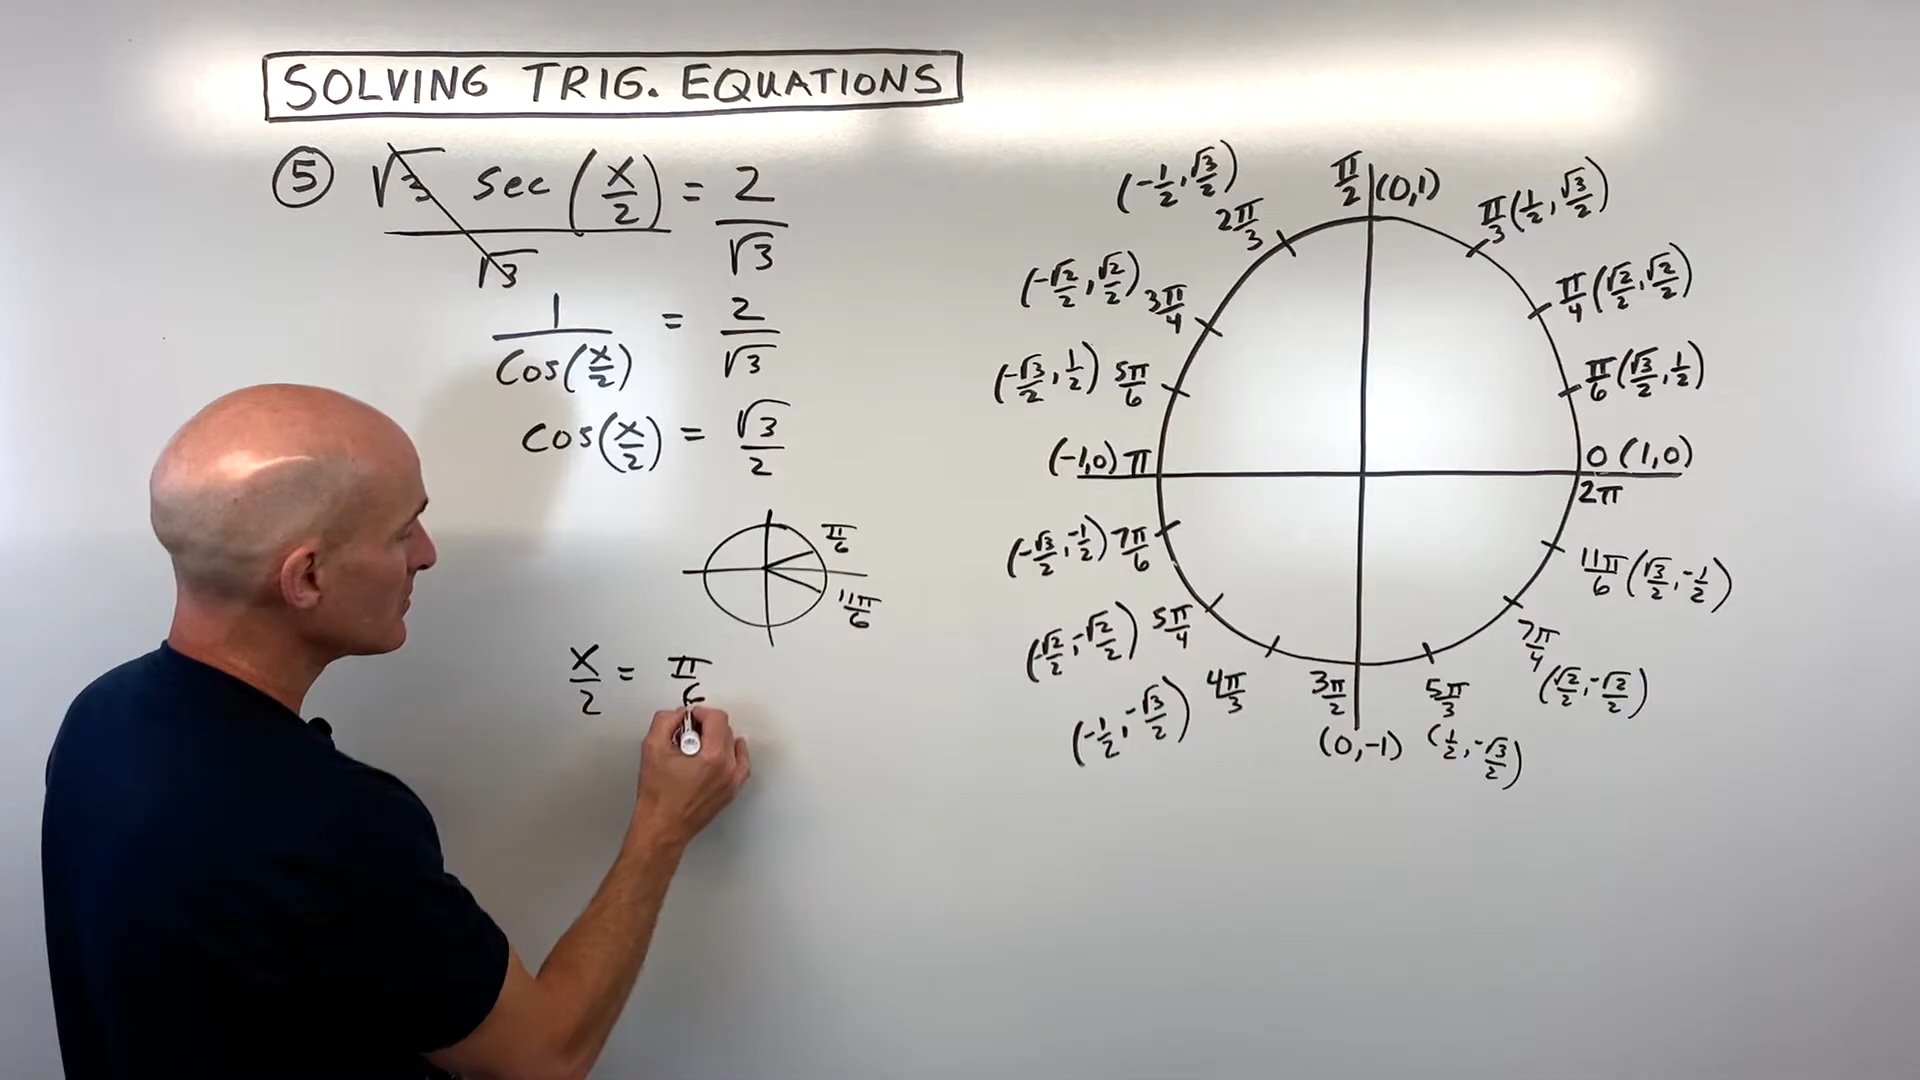 SOLVING TRIG. EQUATIONS
⑤ √3 sec(x/2) / √3 = 2/√3
1/cos(x/2) = 2/√3
cos(x/2) = √3/2
π/6
11π/6
x/2 = π/6
π/2 (0,1)
π/3 (1/2, √3/2)
π/4 (√2/2, √2/2)
π/6 (√3/2, 1/2)
0 (1,0)
2π
11π/6 (√3/2, -1/2)
7π/4
(√2/2, -√2/2)
5π/3
(1/2, -√3/2)
3π/2
(0,-1)
4π/3
(-1/2, -√3/2)
5π/4
(-√2/2, -√2/2)
(-√3/2, -1/2) 7π/6
(-1,0) π
(-√3/2, 1/2) 5π/6
(-√2/2, √2/2) 3π/4
(-1/2, √3/2)
2π/3